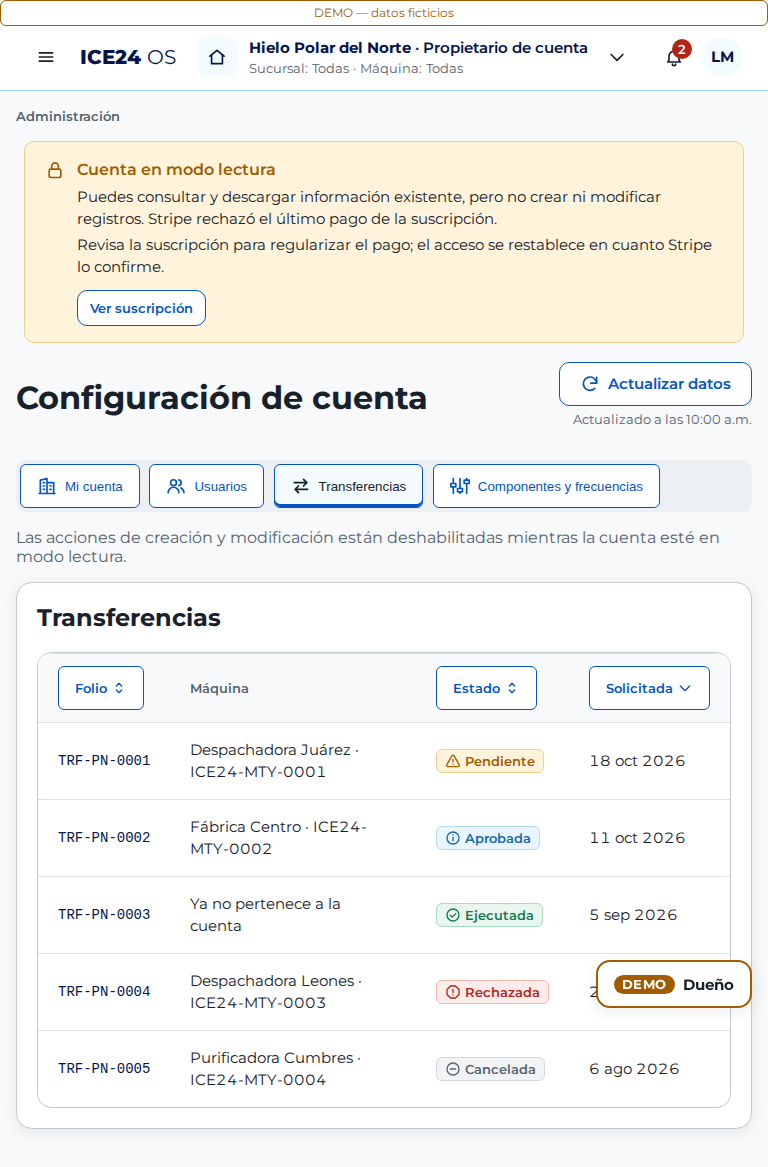 DEMO — datos ficticios
ICE24 OS
Hielo Polar del Norte · Propietario de cuenta
Sucursal: Todas · Máquina: Todas
2
LM
Administración
Cuenta en modo lectura
Puedes consultar y descargar información existente, pero no crear ni modificar
registros. Stripe rechazó el último pago de la suscripción.
Revisa la suscripción para regularizar el pago; el acceso se restablece en cuanto Stripe
lo confirme.
Ver suscripción
Configuración de cuenta
Actualizar datos
Actualizado a las 10:00 a.m.
Mi cuenta
Usuarios
Transferencias
Componentes y frecuencias
Las acciones de creación y modificación están deshabilitadas mientras la cuenta esté en
modo lectura.
Transferencias
Folio
Máquina
Estado
Solicitada
TRF-PN-0001
Despachadora Juárez ·
ICE24-MTY-0001
Pendiente
18 oct 2026
TRF-PN-0002
Fábrica Centro · ICE24-
MTY-0002
Aprobada
11 oct 2026
TRF-PN-0003
Ya no pertenece a la
cuenta
Ejecutada
5 sep 2026
TRF-PN-0004
Despachadora Leones ·
ICE24-MTY-0003
Rechazada
DEMO Dueño
TRF-PN-0005
Purificadora Cumbres ·
ICE24-MTY-0004
Cancelada
6 ago 2026